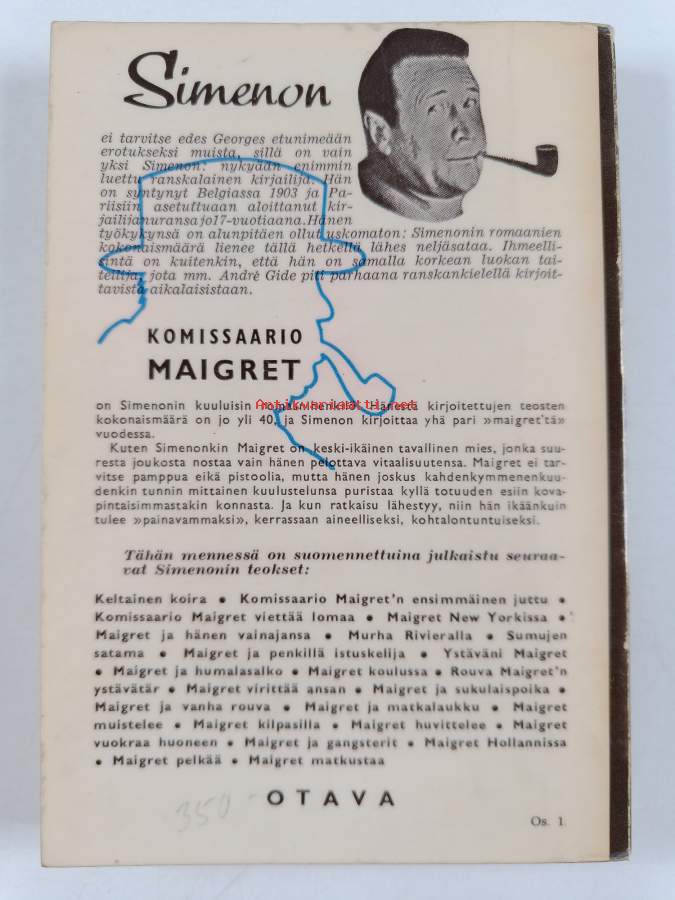 Simenon
ei tarvitse edes Georges etunimeään
erotukseksi muista, sillä on vain
yksi Simenon: nykyään enimmin
luettu ranskalainen kirjailija. Hän
on syntynyt Belgiassa 1903 ja Pa-
riisiin asetuttuaan aloittanut kir-
jailijanuransa jo 17-vuotiaana. Hänen
työkykynsä on alunpitäen ollut uskomaton: Simenonin romaanien
kokonaismäärä lienee tällä hetkellä lähes neljäsataa. Ihmeelli-
sintä on kuitenkin, että hän on samalla korkean luokan tai-
teilija, jota mm. André Gide piti parhaana ranskankielellä kirjoit-
tavista aikalaisistaan.
KOMISSAARIO
MAIGRET
Antikvariaatti.net
on Simenonin kuuluisin romaanihenkilö. Hänestä kirjoitettujen teosten
kokonaismäärä on jo yli 40, ja Simenon kirjoittaa yhä pari »maigret'tä»
vuodessa.
Kuten Simenonkin Maigret on keski-ikäinen tavallinen mies, jonka suu-
resta joukosta nostaa vain hänen pelottava vitaalisuutensa. Maigret ei tar-
vitse pamppua eikä pistoolia, mutta hänen joskus kahdenkymmenenkuu-
denkin tunnin mittainen kuulustelunsa puristaa kyllä totuuden esiin kova-
pintaisimmastakin konnasta. Ja kun ratkaisu lähestyy, niin hän ikäänkuin
tulee »painavammaksi», kerrassaan aineelliseksi, kohtalontuntuiseksi.
Tähän mennessä on suomennettuina julkaistu seuraa-
vat Simenonin teokset:
Keltainen koira • Komissaario Maigret'n ensimmäinen juttu •
Komissaario Maigret viettää lomaa • Maigret New Yorkissa •
Maigret ja hänen vainajansa • Murha Rivieralla • Sumujen
satama • Maigret ja penkillä istuskelija • Ystäväni Maigret
• Maigret ja humalasalko • Maigret koulussa • Rouva Maigret'n
ystävätär • Maigret virittää ansan • Maigret ja sukulaispoika •
Maigret ja vanha rouva • Maigret ja matkalaukku • Maigret
muistelee • Maigret kilpasilla • Maigret huvittelee • Maigret
vuokraa huoneen • Maigret ja gangsterit • Maigret Hollannissa
• Maigret pelkää • Maigret matkustaa
OTAVA
350-
Os. 1.